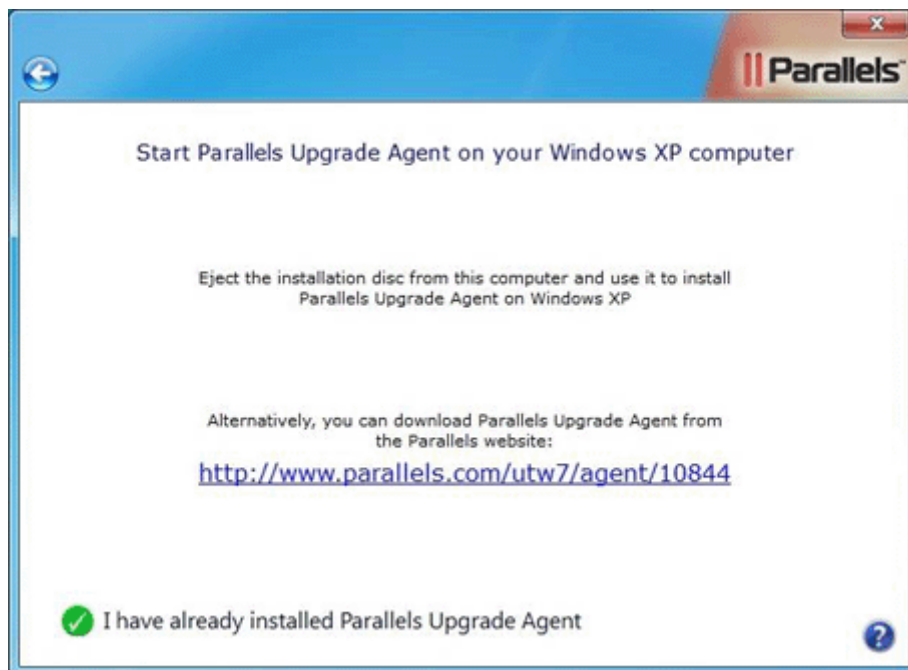 Parallels™
Start Parallels Upgrade Agent on your Windows XP computer
Eject the installation disc from this computer and use it to install
Parallels Upgrade Agent on Windows XP
Alternatively, you can download Parallels Upgrade Agent from
the Parallels website:
http://www.parallels.com/utw7/agent/10844
I have already installed Parallels Upgrade Agent
?